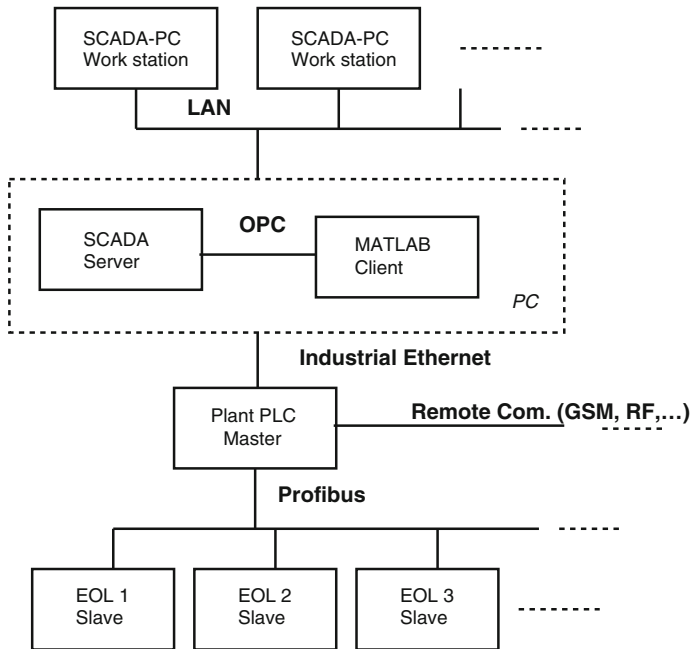 SCADA-PC
Work station
SCADA-PC
Work station
LAN
SCADA
Server
OPC
MATLAB
Client
PC
Industrial Ethernet
Plant PLC
Master
Remote Com. (GSM, RF,...)
Profibus
EOL 1
Slave
EOL 2
Slave
EOL 3
Slave